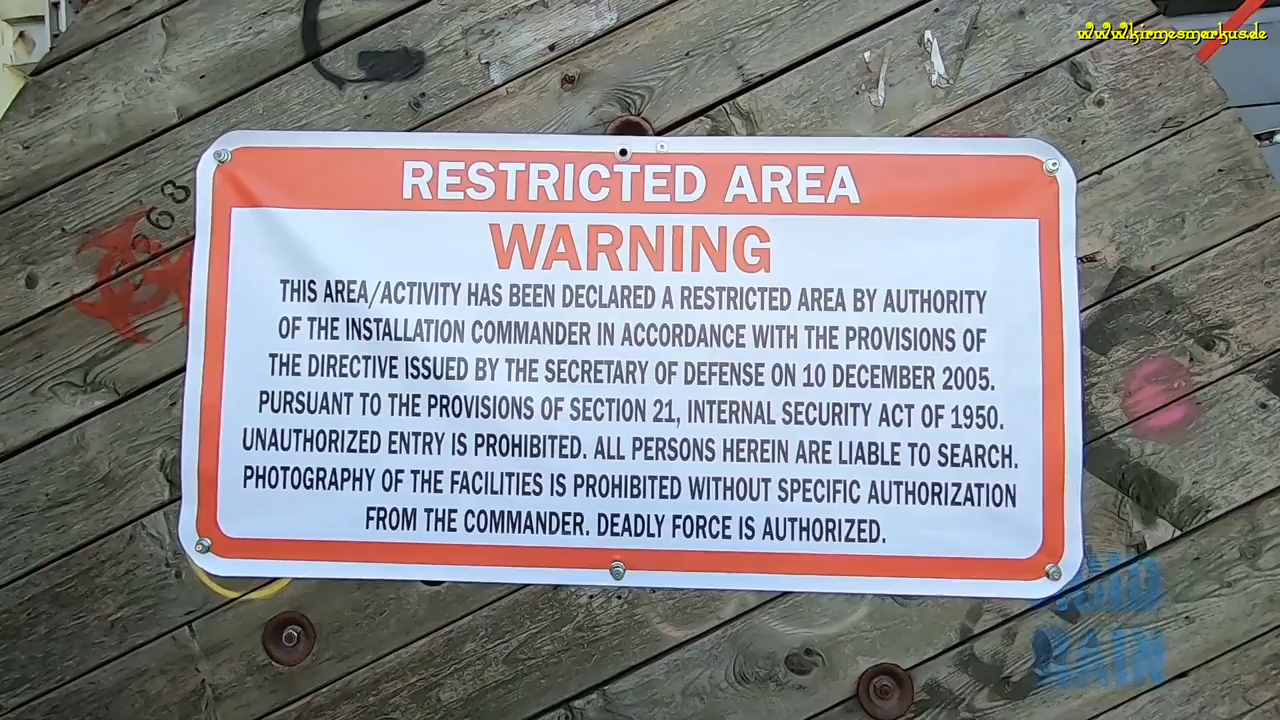 www.kirmesmarkus.de
RESTRICTED AREA
WARNING
THIS AREA/ACTIVITY HAS BEEN DECLARED A RESTRICTED AREA BY AUTHORITY
OF THE INSTALLATION COMMANDER IN ACCORDANCE WITH THE PROVISIONS OF
THE DIRECTIVE ISSUED BY THE SECRETARY OF DEFENSE ON 10 DECEMBER 2005.
PURSUANT TO THE PROVISIONS OF SECTION 21, INTERNAL SECURITY ACT OF 1950.
UNAUTHORIZED ENTRY IS PROHIBITED. ALL PERSONS HEREIN ARE LIABLE TO SEARCH.
PHOTOGRAPHY OF THE FACILITIES IS PROHIBITED WITHOUT SPECIFIC AUTHORIZATION
FROM THE COMMANDER. DEADLY FORCE IS AUTHORIZED.
RAIN